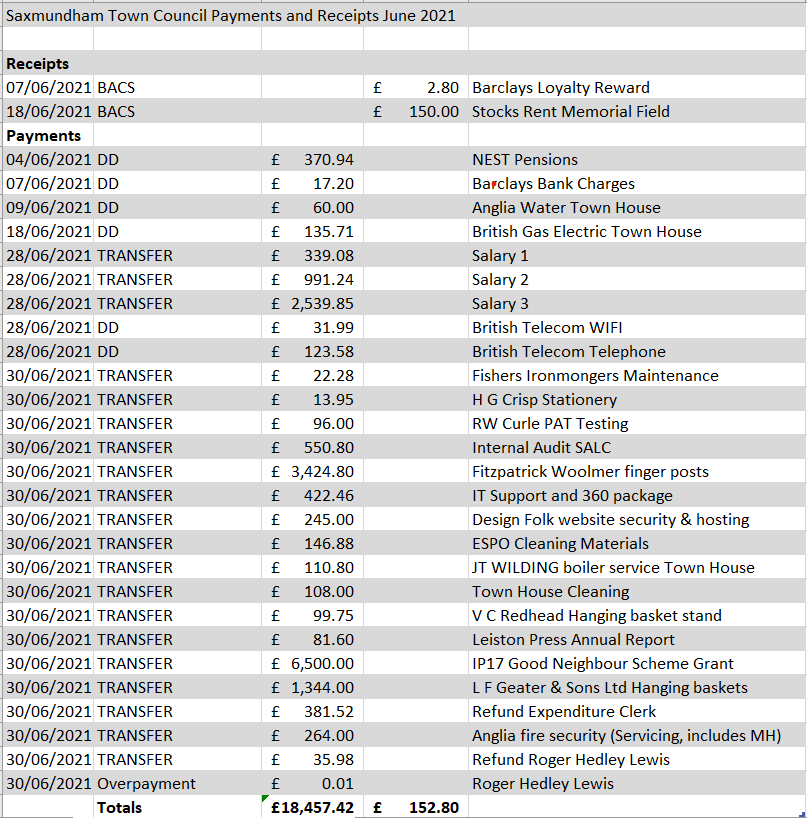 Saxmundham Town Council Payments and Receipts June 2021
Receipts
07/06/2021 BACS £ 2.80 Barclays Loyalty Reward
18/06/2021 BACS £ 150.00 Stocks Rent Memorial Field
Payments
04/06/2021 DD £ 370.94 NEST Pensions
07/06/2021 DD £ 17.20 Barclays Bank Charges
09/06/2021 DD £ 60.00 Anglia Water Town House
18/06/2021 DD £ 135.71 British Gas Electric Town House
28/06/2021 TRANSFER £ 339.08 Salary 1
28/06/2021 TRANSFER £ 991.24 Salary 2
28/06/2021 TRANSFER £ 2,539.85 Salary 3
28/06/2021 DD £ 31.99 British Telecom WIFI
28/06/2021 DD £ 123.58 British Telecom Telephone
30/06/2021 TRANSFER £ 22.28 Fishers Ironmongers Maintenance
30/06/2021 TRANSFER £ 13.95 H G Crisp Stationery
30/06/2021 TRANSFER £ 96.00 RW Curle PAT Testing
30/06/2021 TRANSFER £ 550.80 Internal Audit SALC
30/06/2021 TRANSFER £ 3,424.80 Fitzpatrick Woolmer finger posts
30/06/2021 TRANSFER £ 422.46 IT Support and 360 package
30/06/2021 TRANSFER £ 245.00 Design Folk website security & hosting
30/06/2021 TRANSFER £ 146.88 ESPO Cleaning Materials
30/06/2021 TRANSFER £ 110.80 JT WILDING boiler service Town House
30/06/2021 TRANSFER £ 108.00 Town House Cleaning
30/06/2021 TRANSFER £ 99.75 V C Redhead Hanging basket stand
30/06/2021 TRANSFER £ 81.60 Leiston Press Annual Report
30/06/2021 TRANSFER £ 6,500.00 IP17 Good Neighbour Scheme Grant
30/06/2021 TRANSFER £ 1,344.00 L F Geater & Sons Ltd Hanging baskets
30/06/2021 TRANSFER £ 381.52 Refund Expenditure Clerk
30/06/2021 TRANSFER £ 264.00 Anglia fire security (Servicing, includes MH)
30/06/2021 TRANSFER £ 35.98 Refund Roger Hedley Lewis
30/06/2021 Overpayment £ 0.01 Roger Hedley Lewis
Totals £18,457.42 £ 152.80